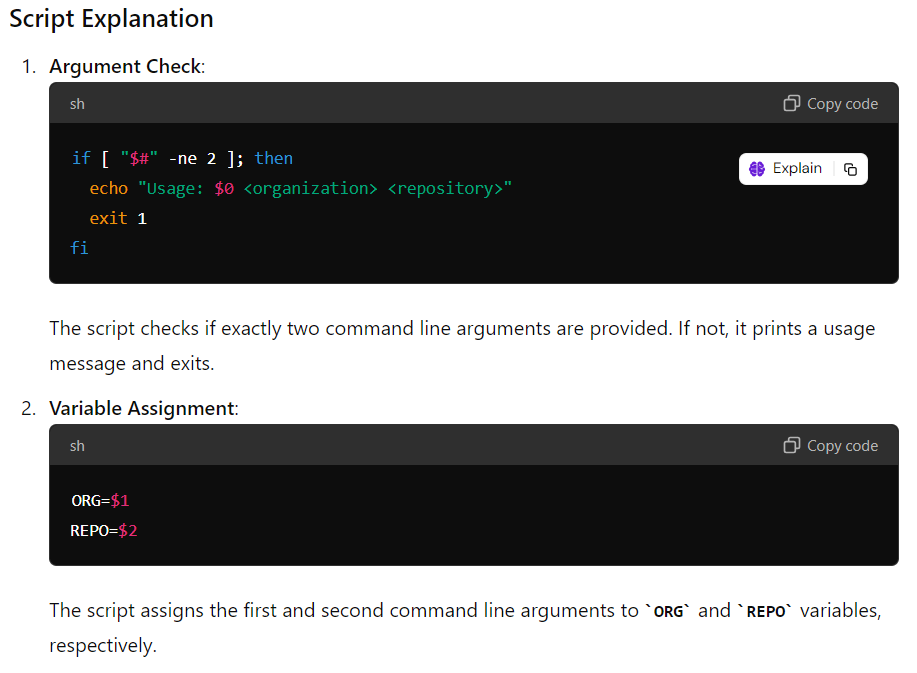 Script Explanation
1. Argument Check:
sh Copy code
if [ "$#" -ne 2 ]; then
Explain
echo "Usage: $0 <organization> <repository>"
exit 1
fi
The script checks if exactly two command line arguments are provided. If not, it prints a usage
message and exits.
2. Variable Assignment:
sh Copy code
ORG=$1
REPO=$2
The script assigns the first and second command line arguments to `ORG` and `REPO` variables,
respectively.